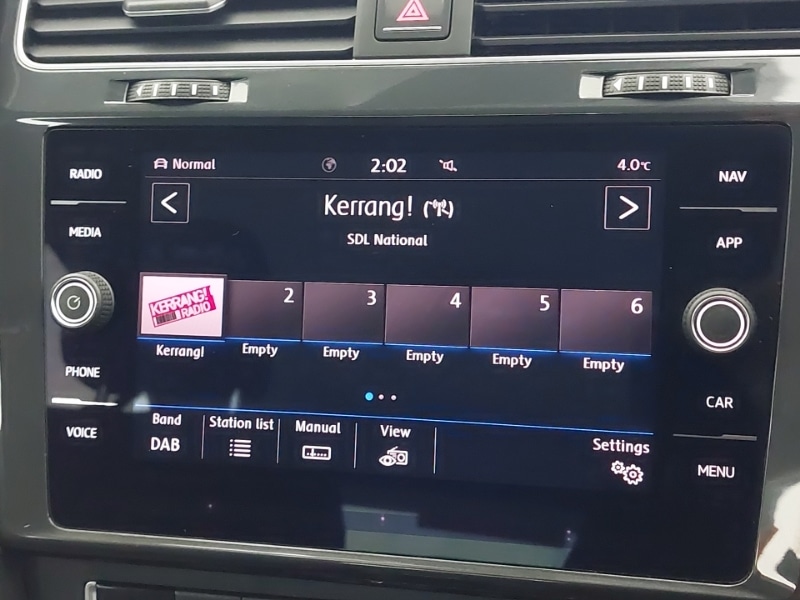 Normal 2:02 4.0°C
RADIO
NAV
Kerrang!
MEDIA
SDL National
APP
KERRANG! RADIO 2 3 4 5 6
Kerrang! Empty Empty Empty Empty Empty
PHONE
CAR
VOICE
Band Station list Manual View Settings
DAB
MENU